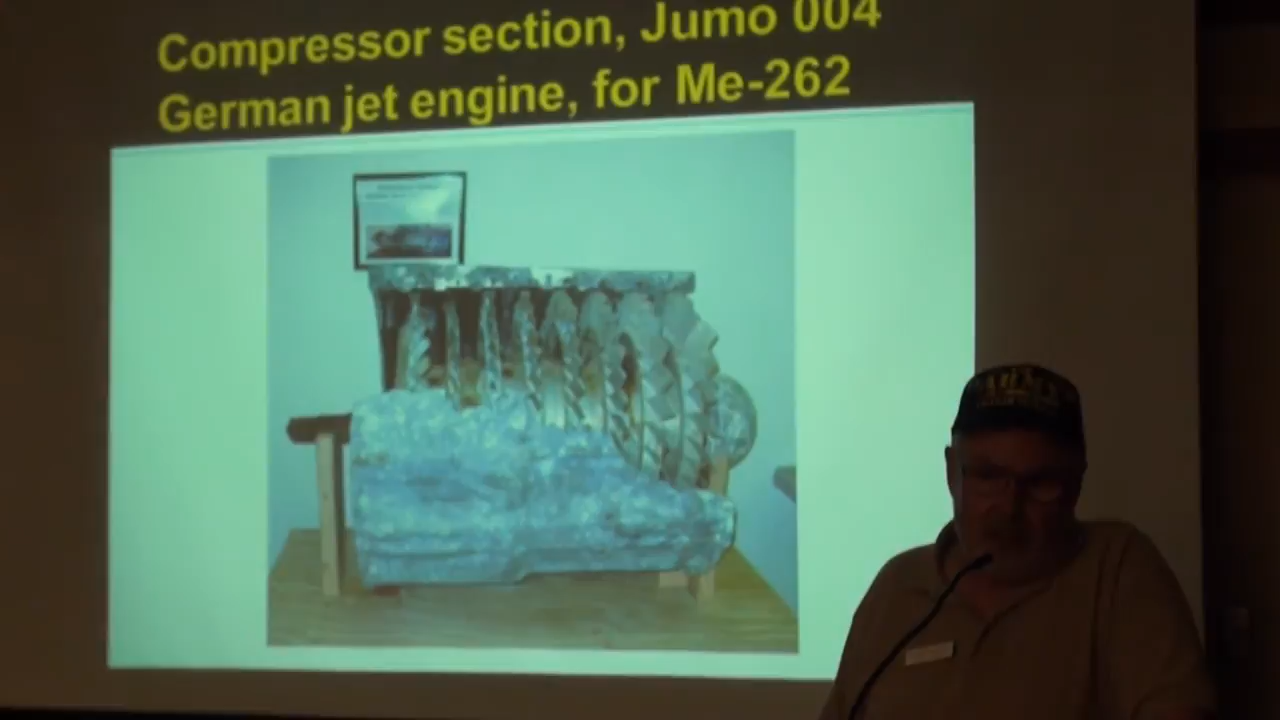 Compressor section, Jumo 004
German jet engine, for Me-262